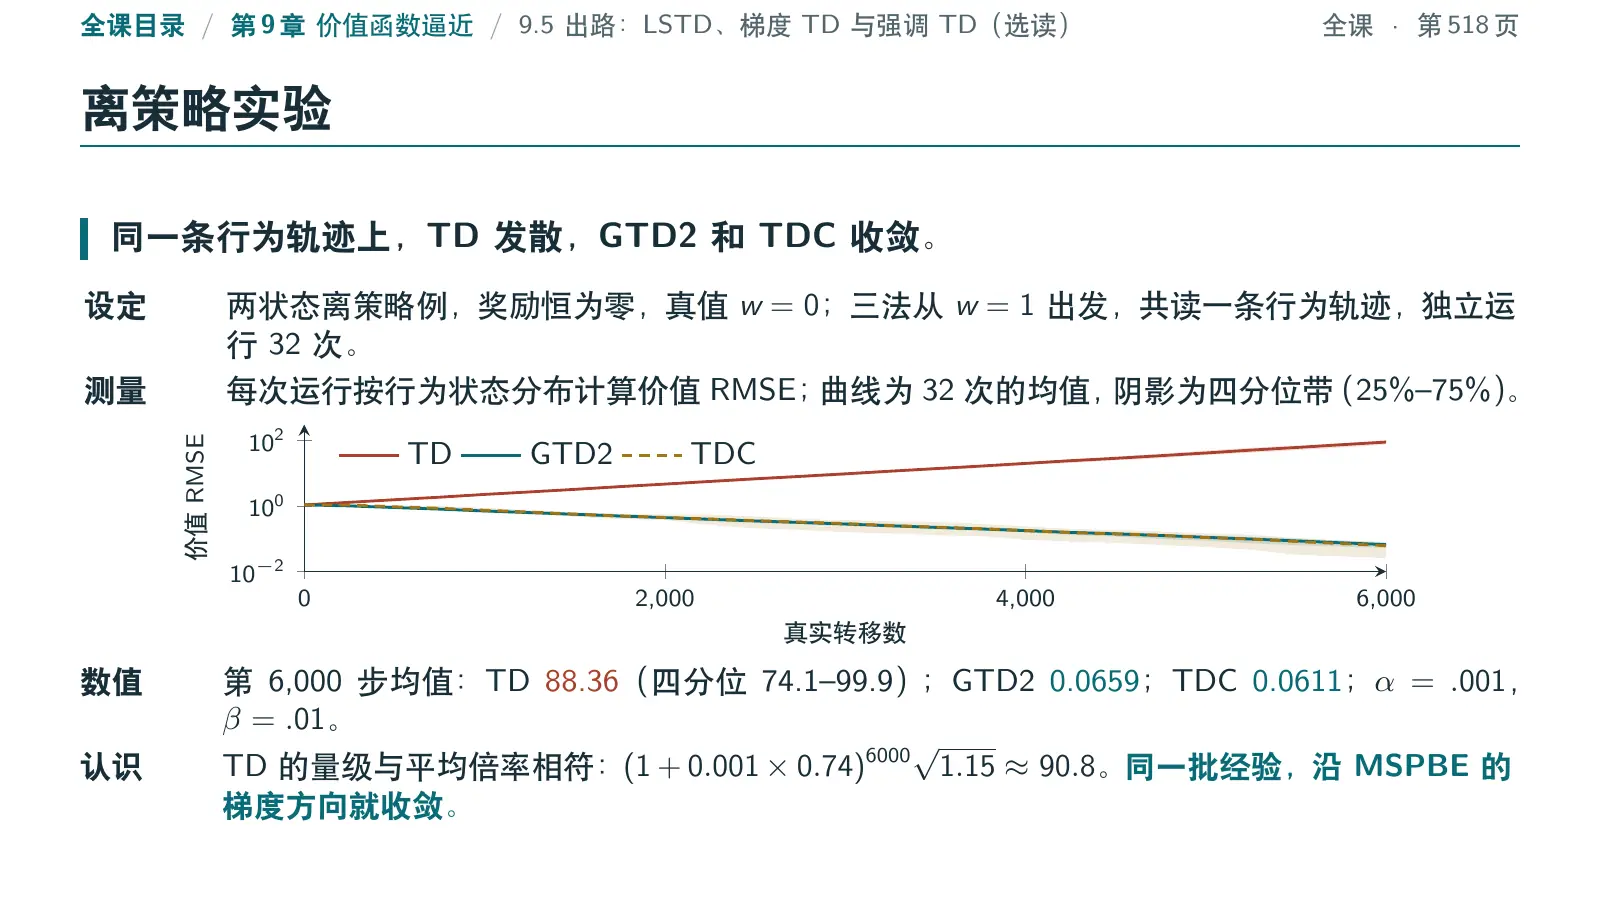 全课目录 / 第 9 章 价值函数逼近 / 9.5 出路：LSTD、梯度 TD 与强调 TD（选读）
全课 · 第 518 页
离策略实验
同一条行为轨迹上，TD 发散，GTD2 和 TDC 收敛。
设定 两状态离策略例，奖励恒为零，真值 w = 0；三法从 w = 1 出发，共读一条行为轨迹，独立运
行 32 次。
测量 每次运行按行为状态分布计算价值 RMSE；曲线为 32 次的均值，阴影为四分位带（25%–75%）。
价值 RMSE
10² 10⁰ 10⁻²
TD GTD2 TDC
0 2,000 4,000 6,000
真实转移数
数值 第 6,000 步均值：TD 88.36（四分位 74.1–99.9）；GTD2 0.0659；TDC 0.0611；α = .001，
β = .01。
认识 TD 的量级与平均倍率相符：(1 + 0.001 × 0.74)⁶⁰⁰⁰√1.15 ≈ 90.8。同一批经验，沿 MSPBE 的
梯度方向就收敛。